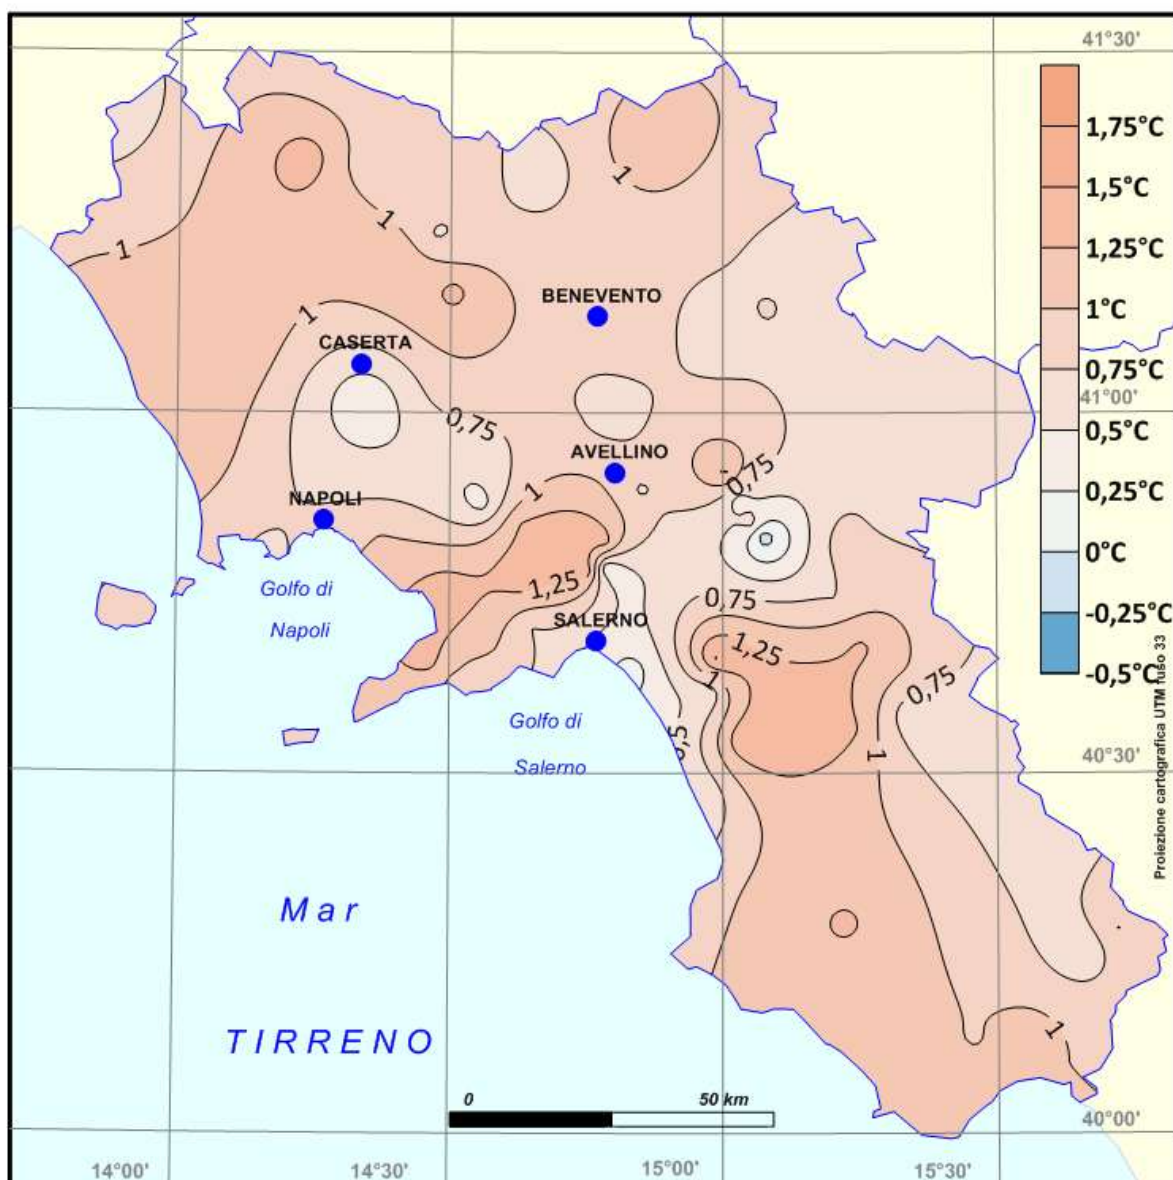 41°30'
1,75°C
1,5°C
1,25°C
1°C
0,75°C
0,5°C
0,25°C
0°C
-0,25°C
-0,5°C
1
1
1
1
BENEVENTO
CASERTA
41°00'
0,75
AVELLINO
0,75
NAPOLI
1
1,25
Golfo di
Napoli
0,75
SALERNO
1,25
0,75
1
Golfo di
Salerno
0,5
1
40°30'
Proiezione cartografica UTM fuso 33
Mar
TIRRENO
1
0 50 km
40°00'
14°00' 14°30' 15°00' 15°30'